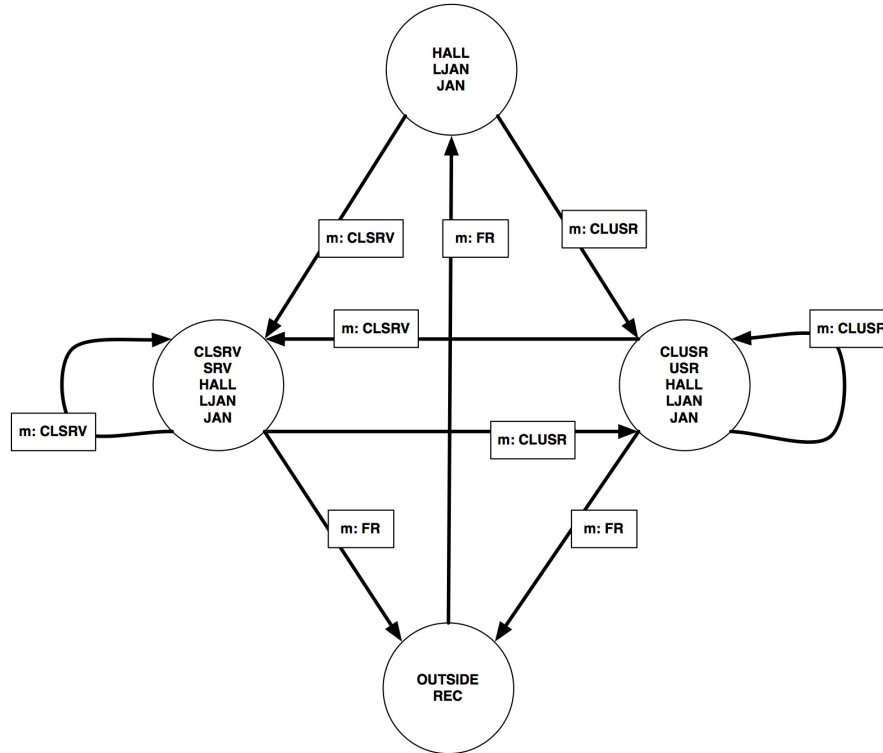 HALL
LJAN
JAN
m: CLSRV
m: FR
m: CLUSR
m: CLSRV
m: CLUSR
CLSRV
SRV
HALL
LJAN
JAN
CLUSR
USR
HALL
LJAN
JAN
m: CLSRV
m: CLUSR
m: FR
m: FR
OUTSIDE
REC